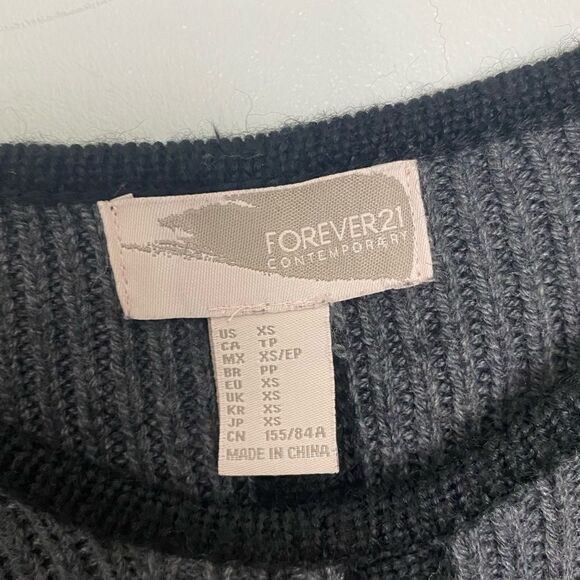 FOREVER21
CONTEMPORARY
US XS
CA TP
MX XS/EP
BR PP
EU XS
UK XS
KR XS
JP XS
CN 155/84A
MADE IN CHINA